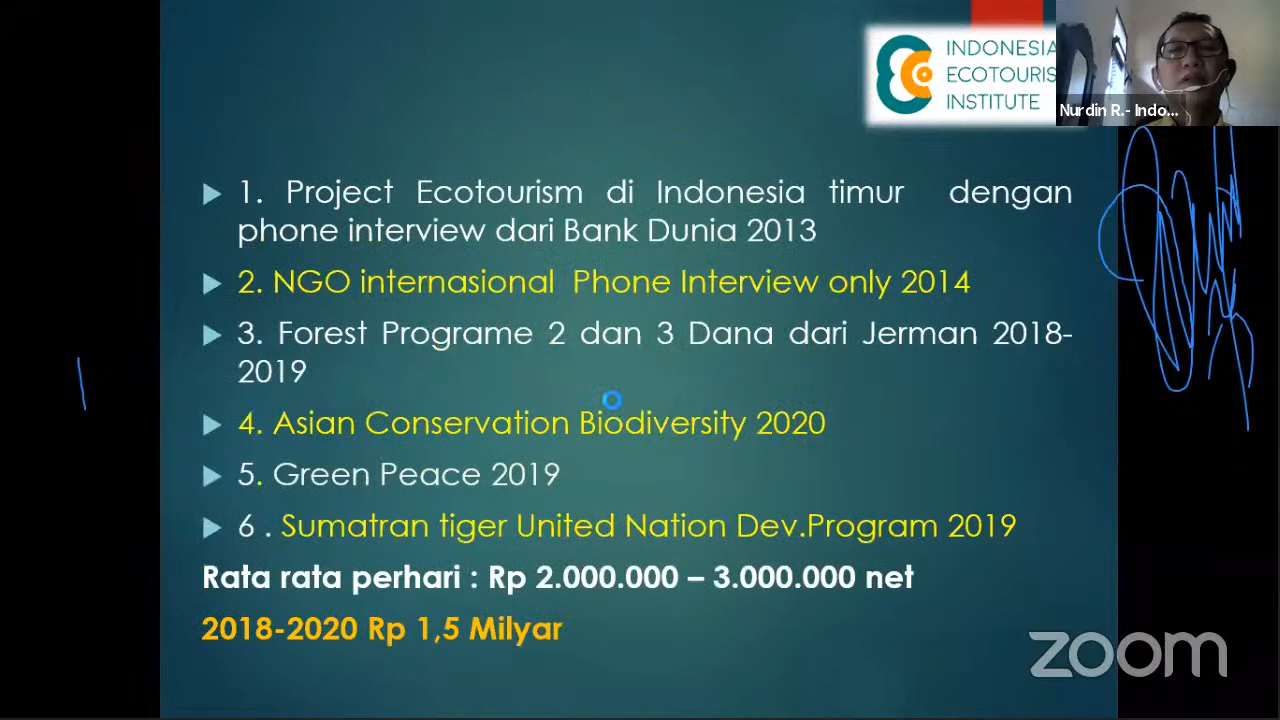 INDONESIA
ECOTOURIS
INSTITUTE
Nurdin R.- Indo...
1. Project Ecotourism di Indonesia timur dengan
phone interview dari Bank Dunia 2013
2. NGO internasional Phone Interview only 2014
3. Forest Programe 2 dan 3 Dana dari Jerman 2018-
2019
4. Asian Conservation Biodiversity 2020
5. Green Peace 2019
6 . Sumatran tiger United Nation Dev.Program 2019
Rata rata perhari : Rp 2.000.000 – 3.000.000 net
2018-2020 Rp 1,5 Milyar
zoom